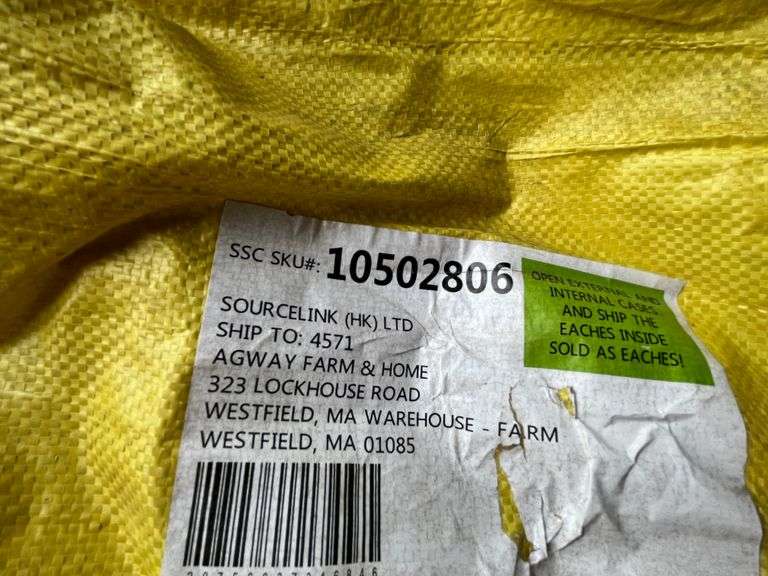 SSC SKU#: 10502806
SOURCELINK (HK) LTD
SHIP TO: 4571
AGWAY FARM & HOME
323 LOCKHOUSE ROAD
WESTFIELD, MA WAREHOUSE - FARM
WESTFIELD, MA 01085
OPEN EXTERNAL AND
INTERNAL CASES
AND SHIP THE
EACHES INSIDE
SOLD AS EACHES!